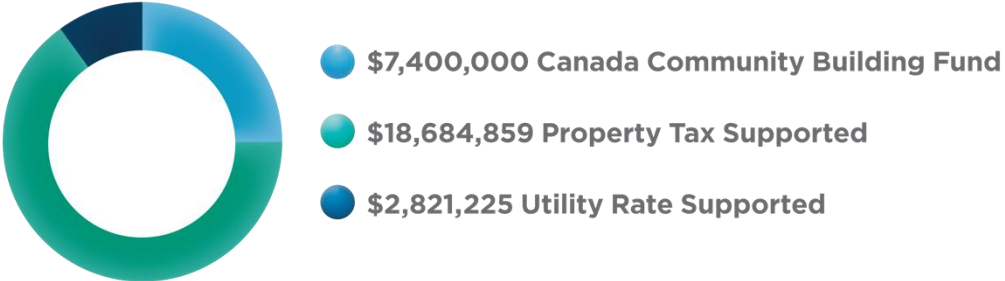 $7,400,000 Canada Community Building Fund
$18,684,859 Property Tax Supported
$2,821,225 Utility Rate Supported